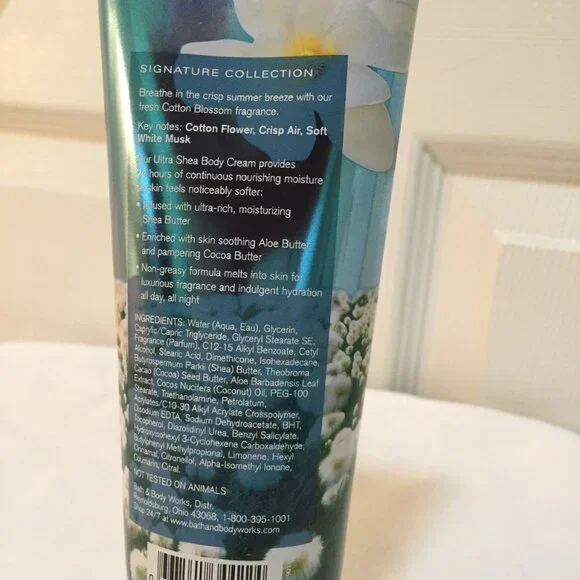 SIGNATURE COLLECTION
Breathe in the crisp summer breeze with our
fresh Cotton Blossom fragrance.
Key notes: Cotton Flower, Crisp Air, Soft
White Musk
Our Ultra Shea Body Cream provides
hours of continuous nourishing moisture
skin feels noticeably softer:
• Infused with ultra-rich, moisturizing
Shea Butter
• Enriched with skin soothing Aloe Butter
and pampering Cocoa Butter
• Non-greasy formula melts into skin for
luxurious fragrance and indulgent hydration
all day, all night
INGREDIENTS: Water (Aqua, Eau), Glycerin,
Caprylic/Capric Triglyceride, Glyceryl Stearate SE,
Fragrance (Parfum), C12-15 Alkyl Benzoate, Cetyl
Alcohol, Stearic Acid, Dimethicone, Isohexadecane,
Butyrospermum Parkii (Shea) Butter, Theobroma
Cacao (Cocoa) Seed Butter, Aloe Barbadensis Leaf
Extract, Cocos Nucifera (Coconut) Oil, PEG-100
Stearate, Triethanolamine, Petrolatum,
Acrylates/C10-30 Alkyl Acrylate Crosspolymer,
Disodium EDTA, Sodium Dehydroacetate, BHT,
Tocopherol, Diazolidinyl Urea, Benzyl Salicylate,
Hydroxyisohexyl 3-Cyclohexene Carboxaldehyde,
Butylphenyl Methylpropional, Limonene, Hexyl
Cinnamal, Citronellol, Alpha-Isomethyl Ionone,
Coumarin, Citral.
NOT TESTED ON ANIMALS
Bath & Body Works, Distr.
Reynoldsburg, Ohio 43068, 1-800-395-1001
Shop 24/7 at www.bathandbodyworks.com
0